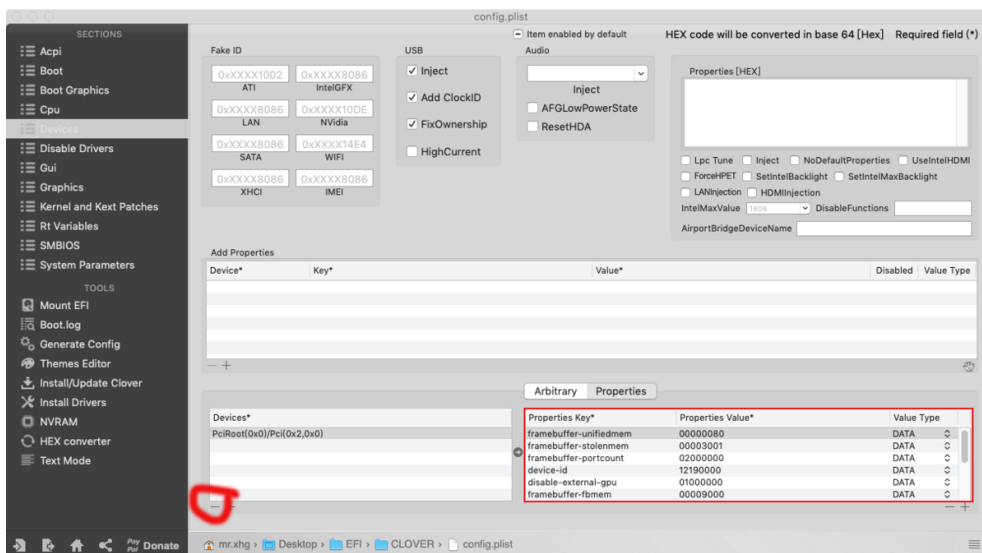 config.plist
SECTIONS
Acpi
Boot
Boot Graphics
Cpu
Devices
Disable Drivers
Gui
Graphics
Kernel and Kext Patches
Rt Variables
SMBIOS
System Parameters
TOOLS
Mount EFI
Boot.log
Generate Config
Themes Editor
Install/Update Clover
Install Drivers
NVRAM
HEX converter
Text Mode
Pay Pal Donate
Item enabled by default
HEX code will be converted in base 64 [Hex] Required field (*)
Fake ID
0xXXXX1002 0xXXXX8086
ATI IntelGFX
0xXXXX8086 0xXXXX10DE
LAN NVidia
0xXXXX8086 0xXXXX14E4
SATA WIFI
0xXXXX8086 0xXXXX8086
XHCI IMEI
USB
Inject
Add ClockID
FixOwnership
HighCurrent
Audio
Inject
AFGLowPowerState
ResetHDA
Properties [HEX]
Lpc Tune Inject NoDefaultProperties UseIntelHDMI
ForceHPET SetIntelBacklight SetIntelMaxBacklight
LANInjection HDMIInjection
IntelMaxValue 1808 DisableFunctions
AirportBridgeDeviceName
Add Properties
Device* Key* Value* Disabled Value Type
Arbitrary Properties
Devices*
PciRoot(0x0)/Pci(0x2,0x0)
Properties Key* Properties Value* Value Type
framebuffer-unifiedmem 00000080 DATA
framebuffer-stolenmem 00003001 DATA
framebuffer-portcount 02000000 DATA
device-id 12190000 DATA
disable-external-gpu 01000000 DATA
framebuffer-fbmem 00009000 DATA
mr.xhg › Desktop › EFI › CLOVER › config.plist